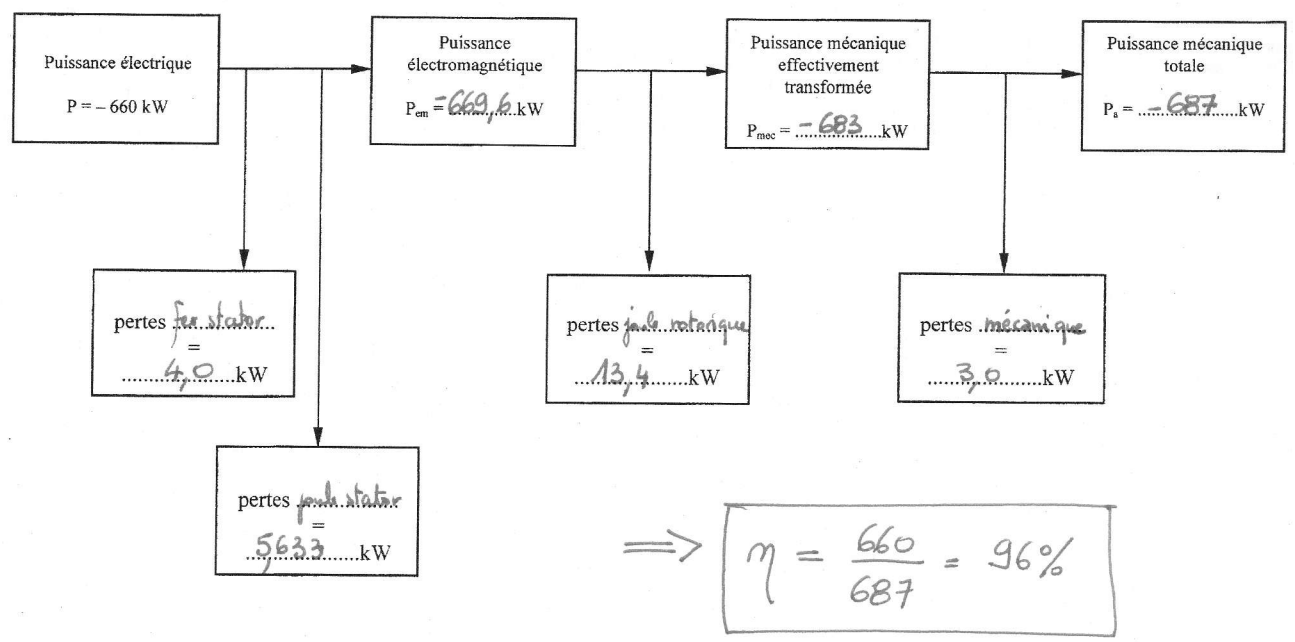 Puissance électrique
P = – 660 kW
Puissance
électromagnétique
Pem = -669,6 kW
Puissance mécanique
effectivement
transformée
Pmec = -683 kW
Puissance mécanique
totale
Pa = -687 kW
pertes fer stator
=
4,0 kW
pertes joule rotorique
=
13,4 kW
pertes mécanique
=
3,0 kW
pertes joule stator
=
5,633 kW
⇒ η = 660/687 = 96%